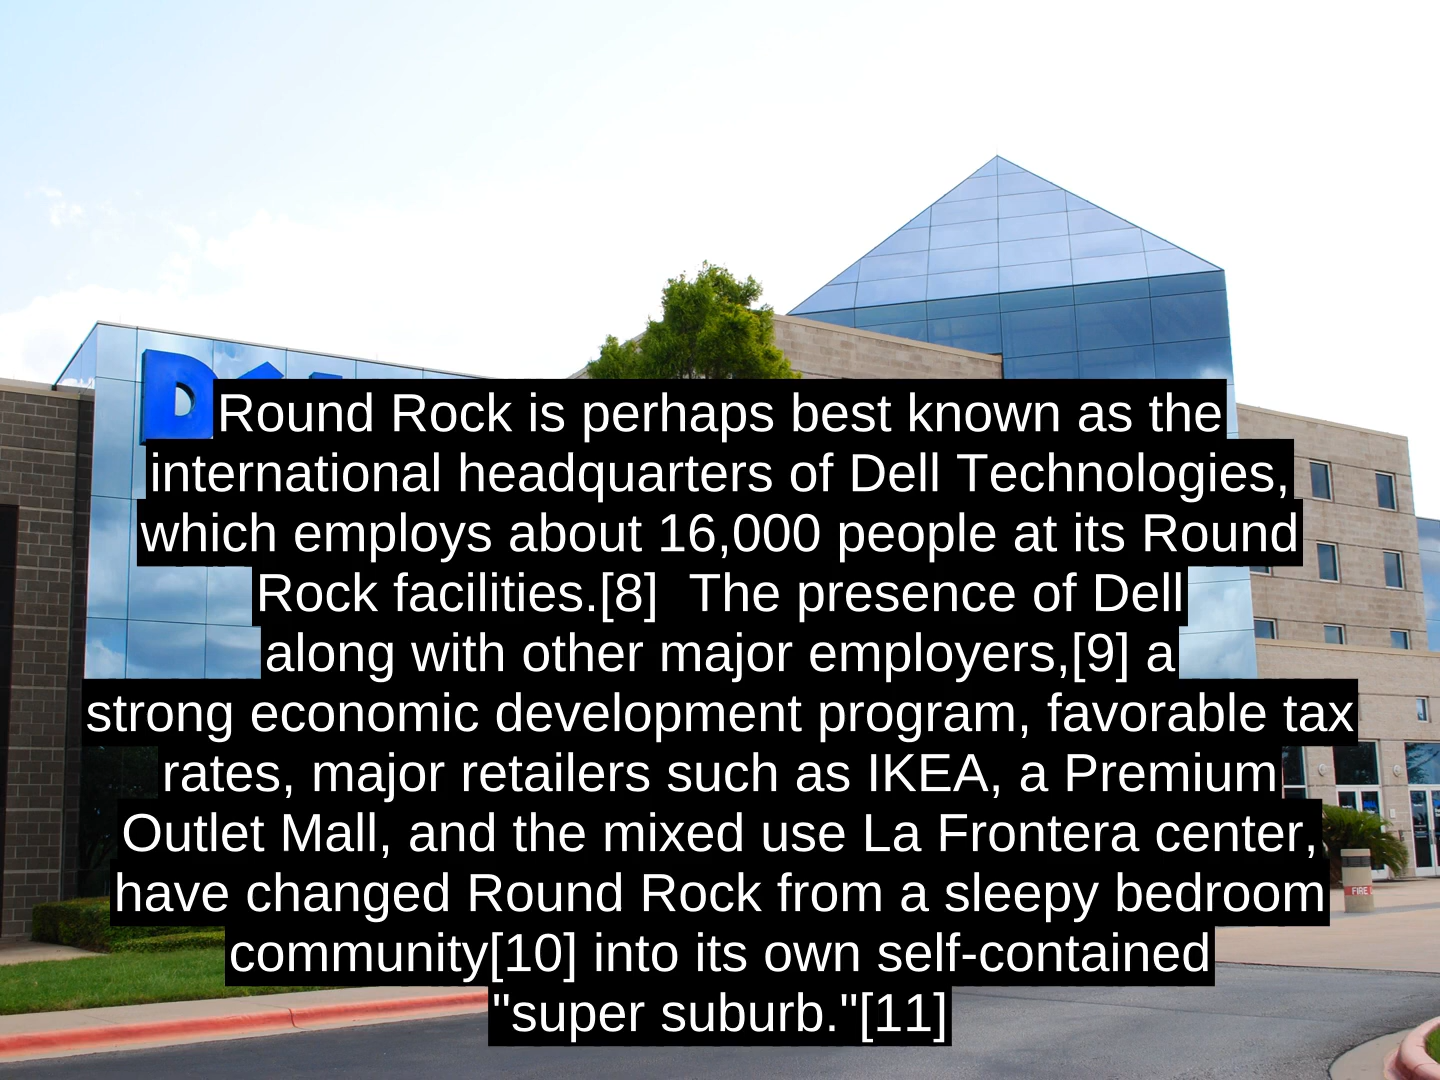 Round Rock is perhaps best known as the
international headquarters of Dell Technologies,
which employs about 16,000 people at its Round
Rock facilities.[8]  The presence of Dell
along with other major employers,[9] a
strong economic development program, favorable tax
rates, major retailers such as IKEA, a Premium
Outlet Mall, and the mixed use La Frontera center,
have changed Round Rock from a sleepy bedroom
community[10] into its own self-contained
"super suburb."[11]
FIRE